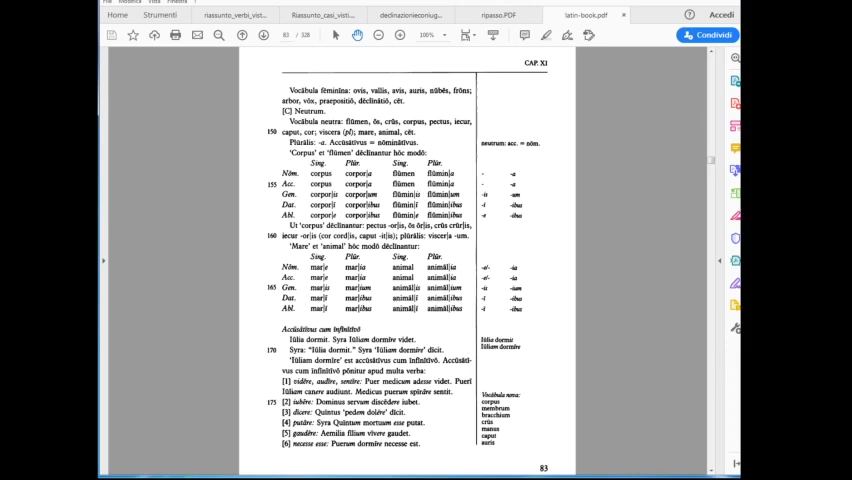 Modifica Vista Finestra
Home Strumenti riassunto_verbi_vist... Riassunto_casi_visti... declinazionieconiug... ripasso.PDF latin-book.pdf × Accedi
83 / 328 100% Condividi
CAP. XI
Vocābula fēminīna: ovis, vallis, avis, auris, nūbēs, frōns;
arbor, vōx, praepositiō, dēclīnātiō, cēt.
[C] Neutrum.
Vocābula neutra: flūmen, ōs, crūs, corpus, pectus, iecur,
150 caput, cor; viscera (pl); mare, animal, cēt.
Plūrālis: -a. Accūsātīvus = nōminātīvus. neutrum: acc. = nōm.
'Corpus' et 'flūmen' dēclīnantur hōc modō:
Sing. Plūr. Sing. Plūr.
Nōm. corpus corpor|a flūmen flūmin|a - -a
155 Acc. corpus corpor|a flūmen flūmin|a - -a
Gen. corpor|is corpor|um flūmin|is flūmin|um -is -um
Dat. corpor|ī corpor|ibus flūmin|ī flūmin|ibus -ī -ibus
Abl. corpor|e corpor|ibus flūmin|e flūmin|ibus -e -ibus
Ut 'corpus' dēclīnantur: pectus -or|is, ōs ōr|is, crūs crūr|is,
160 iecur -or|is (cor cord|is, caput -it|is); plūrālis: viscer|a -um.
'Mare' et 'animal' hōc modō dēclīnantur:
Sing. Plūr. Sing. Plūr.
Nōm. mar|e mar|ia animal animāl|ia -e/- -ia
Acc. mar|e mar|ia animal animāl|ia -e/- -ia
165 Gen. mar|is mar|ium animāl|is animāl|ium -is -ium
Dat. mar|ī mar|ibus animāl|ī animāl|ibus -ī -ibus
Abl. mar|ī mar|ibus animāl|ī animāl|ibus -ī -ibus
Accūsātīvus cum īnfīnītīvō
Iūlia dormit. Syra Iūliam dormīre videt. Iūlia dormit
170 Syra: "Iūlia dormit." Syra 'Iūliam dormīre' dīcit. Iūliam dormīre
'Iūliam dormīre' est accūsātīvus cum īnfīnītīvō. Accūsātī-
vus cum īnfīnītīvō pōnitur apud multa verba:
[1] vidēre, audīre, sentīre: Puer medicum adesse videt. Puerī
Iūliam canere audiunt. Medicus puerum spīrāre sentit.
175 [2] iubēre: Dominus servum discēdere iubet.
[3] dīcere: Quīntus 'pedem dolēre' dīcit.
[4] putāre: Syra Quīntum mortuum esse putat.
[5] gaudēre: Aemilia fīlium vīvere gaudet.
[6] necesse esse: Puerum dormīre necesse est.
Vocābula nova:
corpus
membrum
bracchium
crūs
manus
caput
auris
83